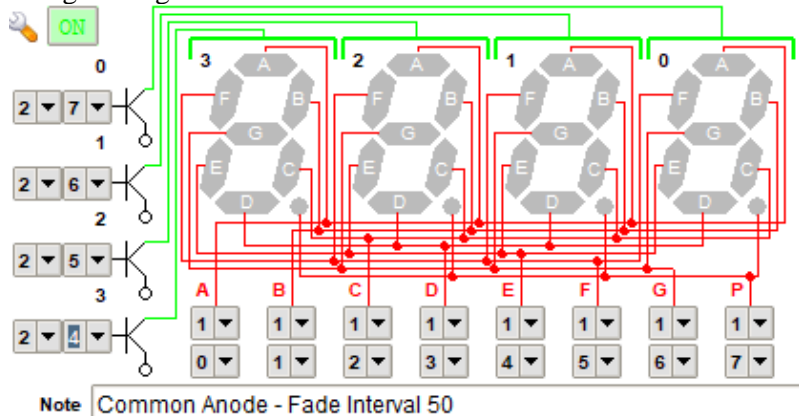 ON
0
2 7
1
2 6
2
2 5
3
2 4
3 2 1 0
A A A A
F B F B F B F B
G G G G
E C E C E C E C
D D D D
A B C D E F G P
1 1 1 1 1 1 1 1
0 1 2 3 4 5 6 7
Note Common Anode - Fade Interval 50